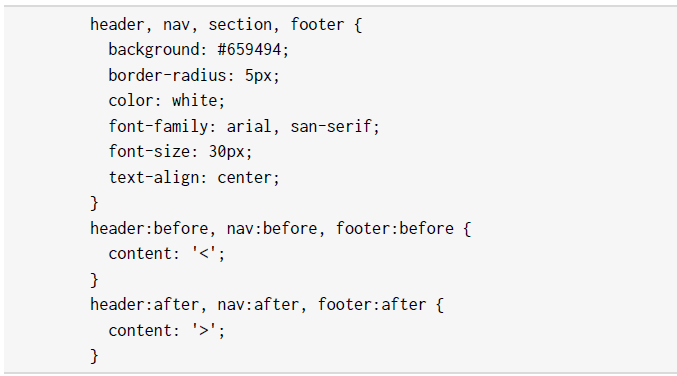 header, nav, section, footer {
  background: #659494;
  border-radius: 5px;
  color: white;
  font-family: arial, san-serif;
  font-size: 30px;
  text-align: center;
}
header:before, nav:before, footer:before {
  content: '<';
}
header:after, nav:after, footer:after {
  content: '>';
}